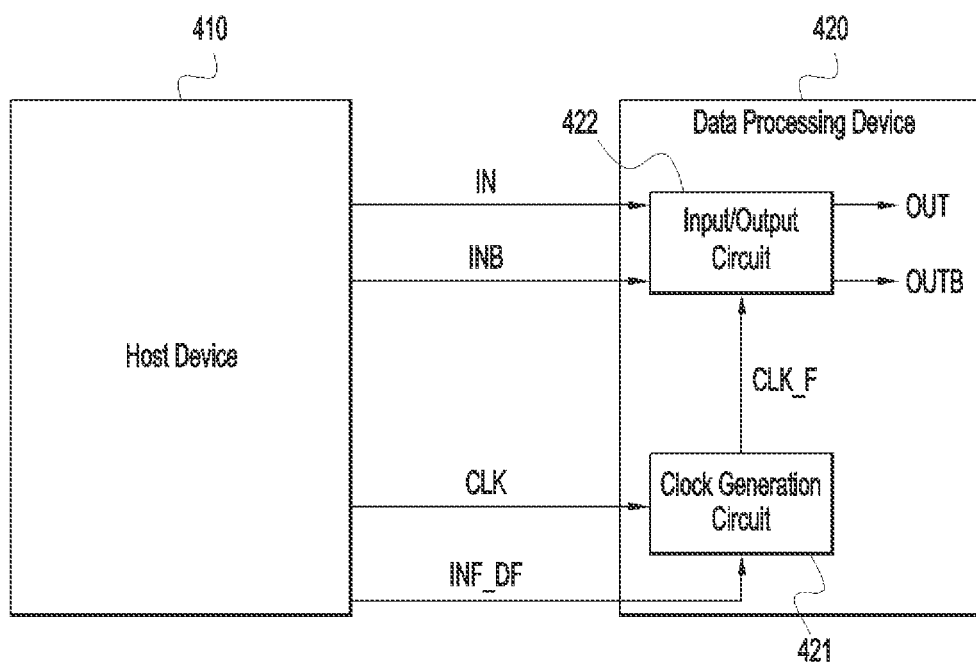 410
420
Data Processing Device
422
IN
Input/Output
Circuit
OUT
INB
OUTB
Host Device
CLK_F
CLK
Clock Generation
Circuit
INF_DF
421